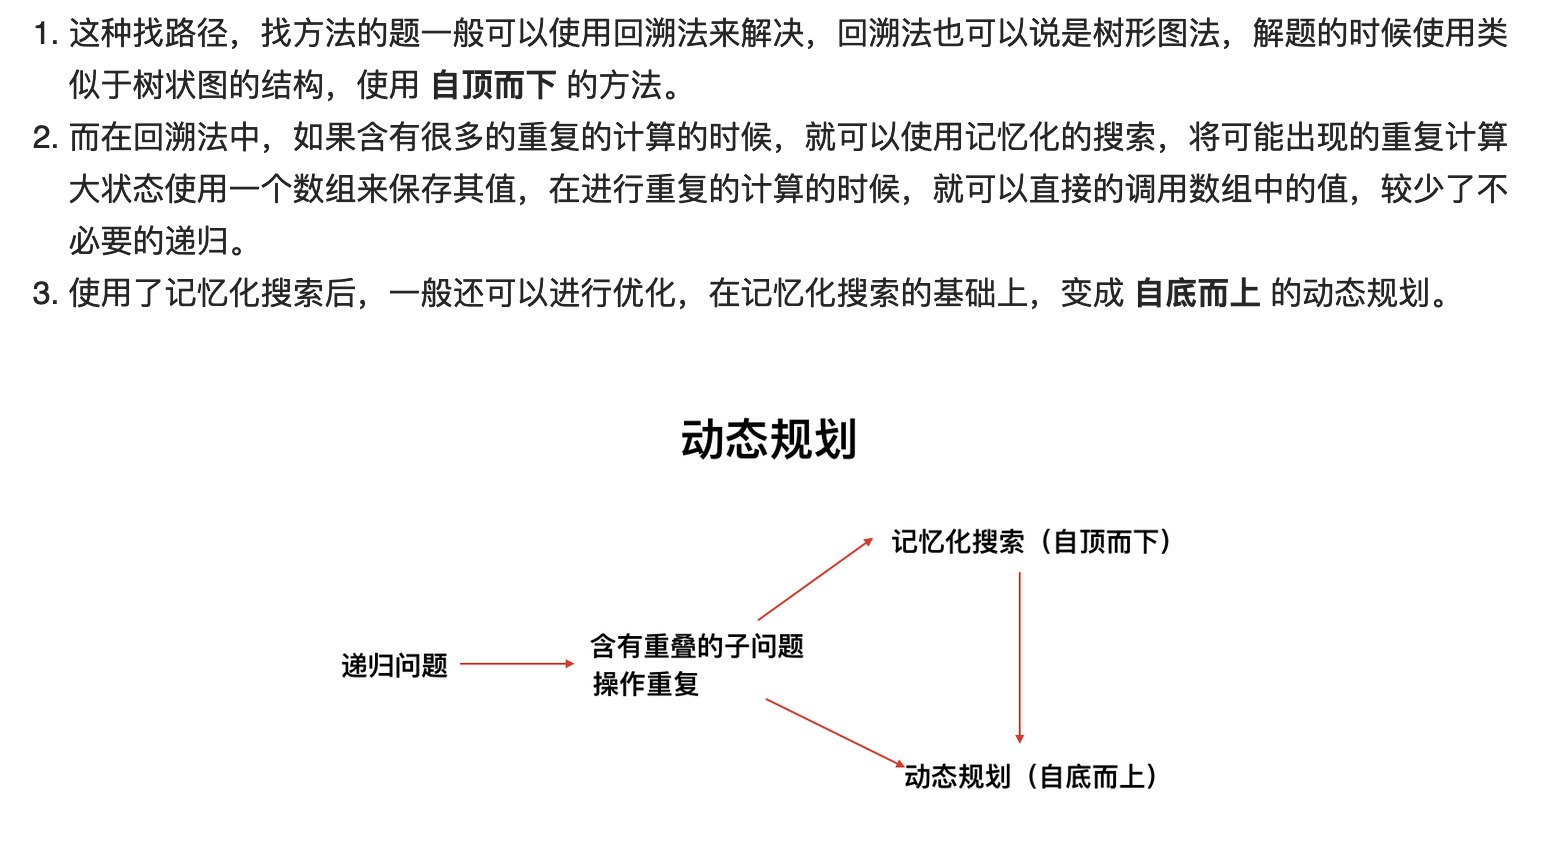 1. 这种找路径，找方法的题一般可以使用回溯法来解决，回溯法也可以说是树形图法，解题的时候使用类
似于树状图的结构，使用 自顶而下 的方法。
2. 而在回溯法中，如果含有很多的重复的计算的时候，就可以使用记忆化的搜索，将可能出现的重复计算
大状态使用一个数组来保存其值，在进行重复的计算的时候，就可以直接的调用数组中的值，较少了不
必要的递归。
3. 使用了记忆化搜索后，一般还可以进行优化，在记忆化搜索的基础上，变成 自底而上 的动态规划。
动态规划
记忆化搜索（自顶而下）
含有重叠的子问题
递归问题
操作重复
动态规划（自底而上）